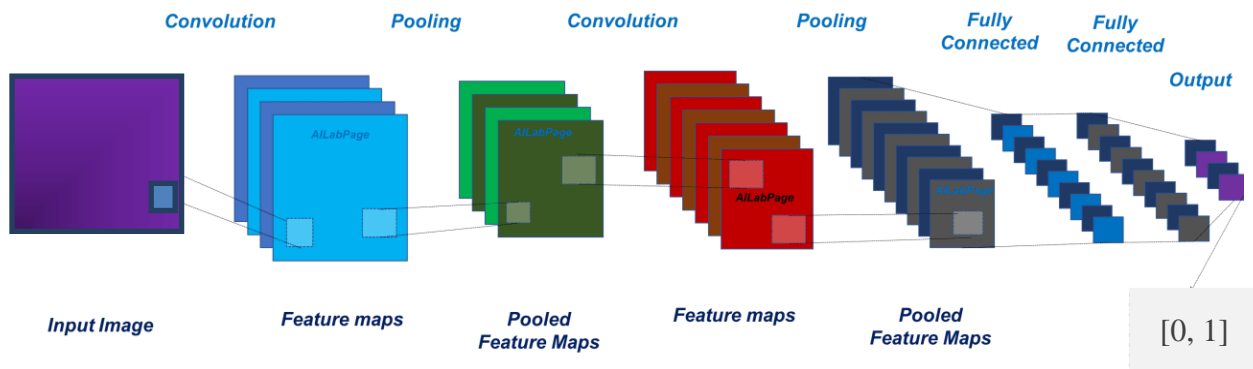 Convolution
Pooling
Convolution
Pooling
Fully
Connected
Fully
Connected
Output
AILabPage
AILabPage
AILabPage
AILabPage
Input Image
Feature maps
Pooled
Feature Maps
Feature maps
Pooled
Feature Maps
[0, 1]